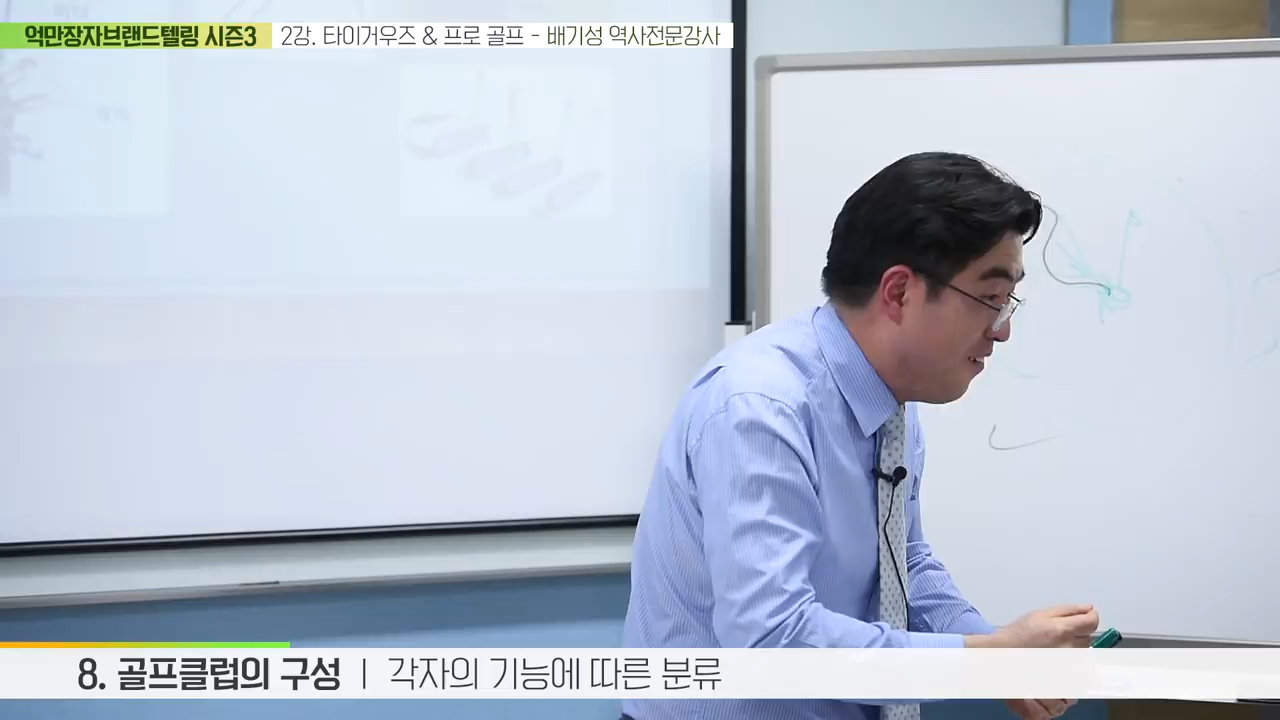 억만장자브랜드텔링 시즌3 2강. 타이거우즈 & 프로 골프 - 배기성 역사전문강사
8. 골프클럽의 구성 | 각자의 기능에 따른 분류